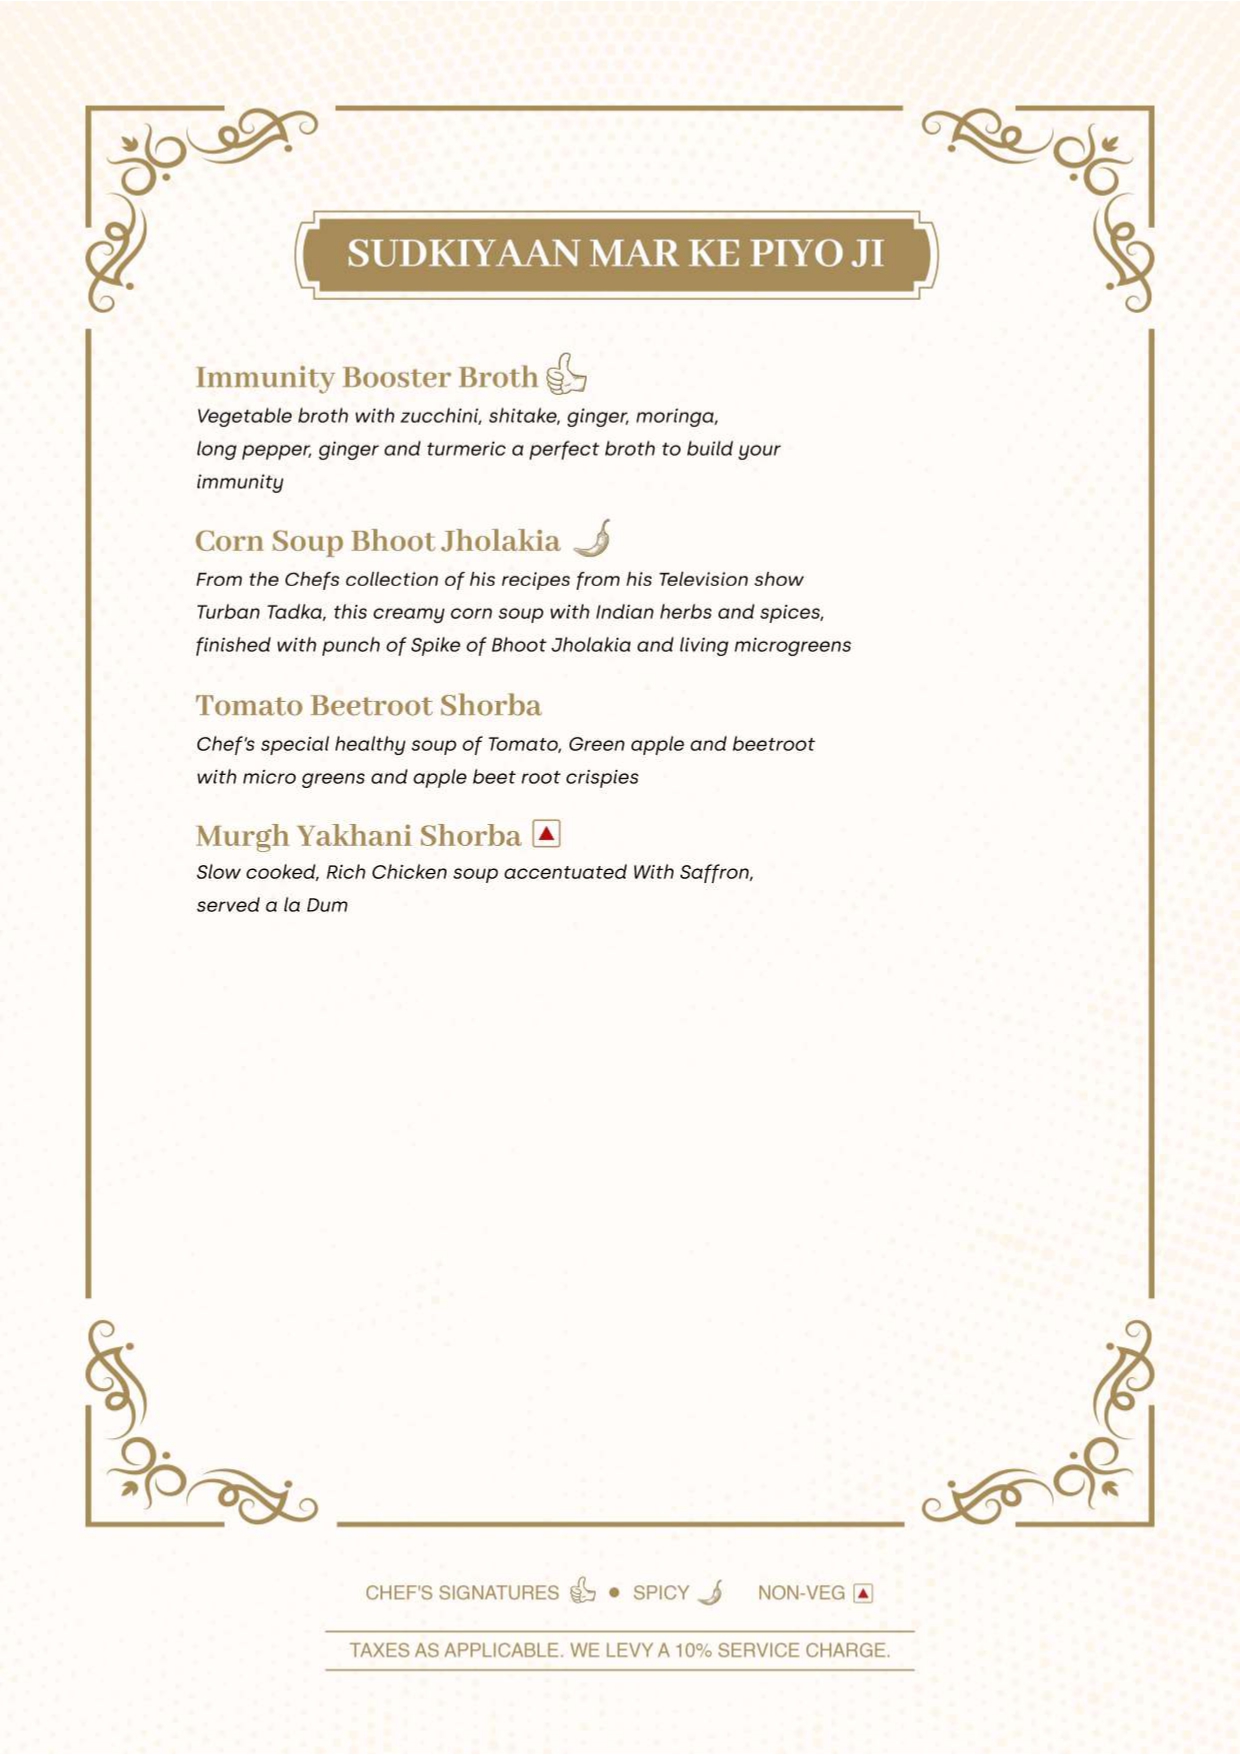 SUDKIYAAN MAR KE PIYO JI
Immunity Booster Broth
Vegetable broth with zucchini, shitake, ginger, moringa,
long pepper, ginger and turmeric a perfect broth to build your
immunity
Corn Soup Bhoot Jholakia
From the Chefs collection of his recipes from his Television show
Turban Tadka, this creamy corn soup with Indian herbs and spices,
finished with punch of Spike of Bhoot Jholakia and living microgreens
Tomato Beetroot Shorba
Chef's special healthy soup of Tomato, Green apple and beetroot
with micro greens and apple beet root crispies
Murgh Yakhani Shorba
Slow cooked, Rich Chicken soup accentuated With Saffron,
served a la Dum
CHEF'S SIGNATURES ● SPICY NON-VEG
TAXES AS APPLICABLE. WE LEVY A 10% SERVICE CHARGE.